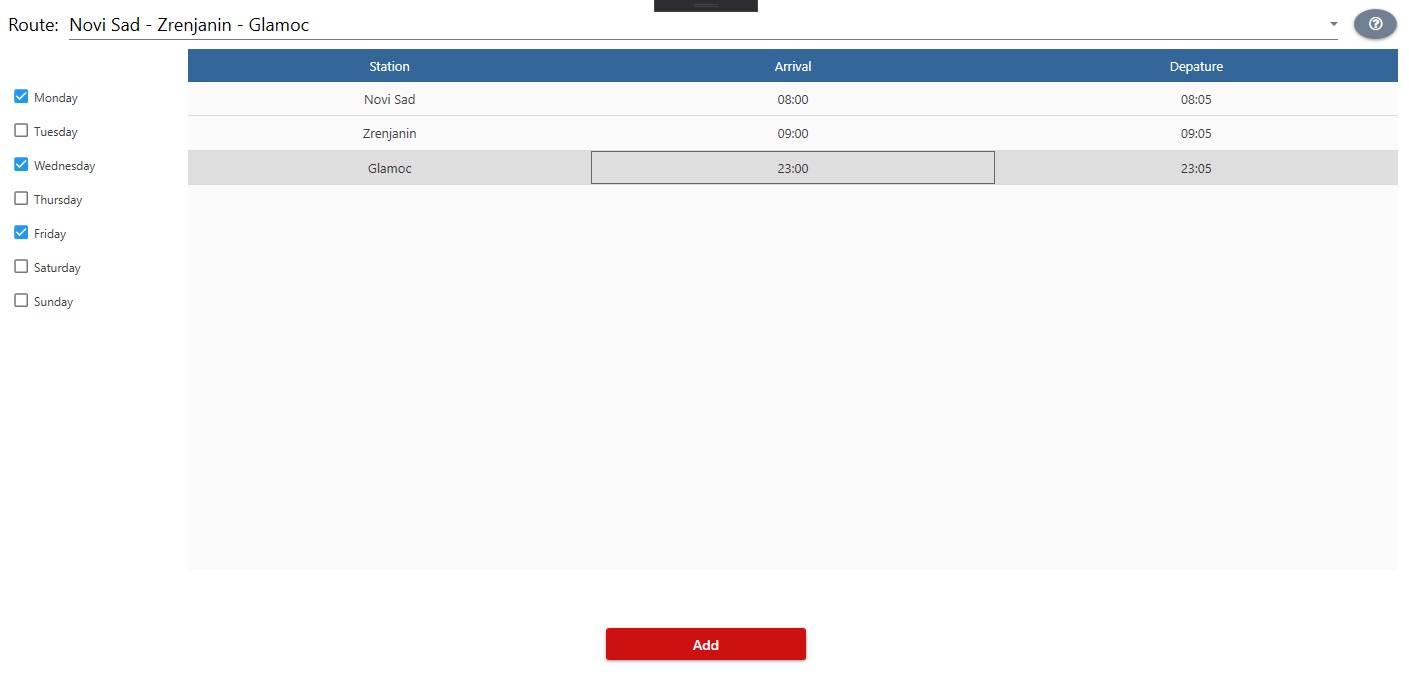 Route: Novi Sad - Zrenjanin - Glamoc
Station Arrival Depature
Monday
Tuesday
Wednesday
Thursday
Friday
Saturday
Sunday
Novi Sad 08:00 08:05
Zrenjanin 09:00 09:05
Glamoc 23:00 23:05
Add